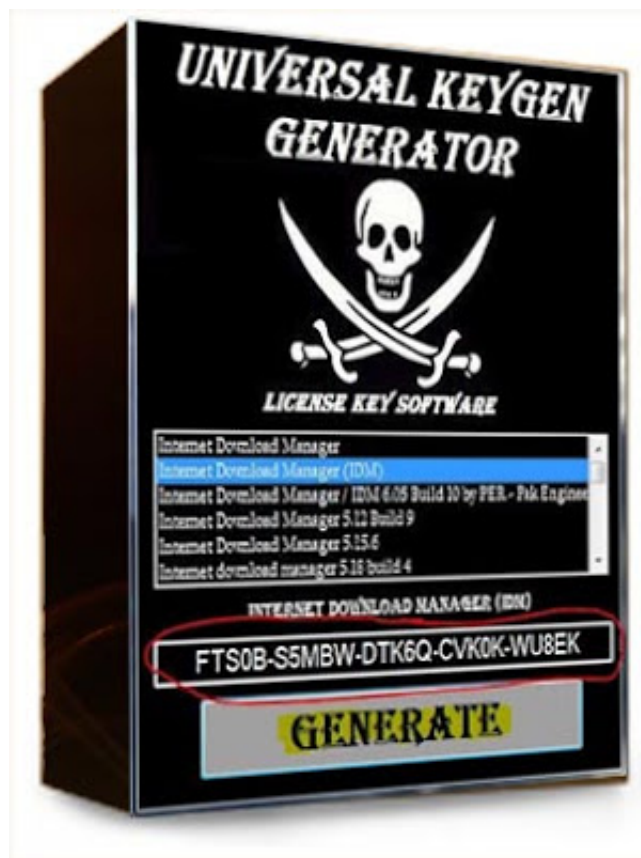 UNIVERSAL KEYGEN
GENERATOR
LICENSE KEY SOFTWARE
Internet Download Manager
Internet Download Manager (IDM)
Internet Download Manager / IDM 6.05 Build 10 by PER - Pak Enginee
Internet Download Manager 5.12 Build 9
Internet Download Manager 5.15.6
Internet download manager 5.18 build 4
INTERNET DOWNLOAD MANAGER (IDM)
FTS0B-S5MBW-DTK6Q-CVK0K-WU8EK
GENERATE